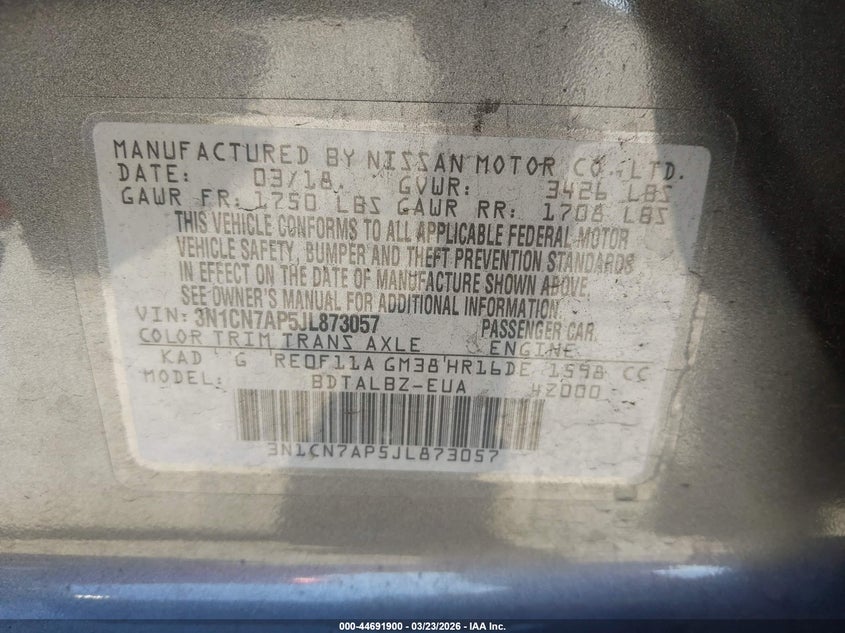 MANUFACTURED BY NISSAN MOTOR CO.,LTD.
DATE: 03/18 GVWR: 3426 LBS
GAWR FR: 1750 LBS GAWR RR: 1708 LBS
THIS VEHICLE CONFORMS TO ALL APPLICABLE FEDERAL MOTOR
VEHICLE SAFETY, BUMPER AND THEFT PREVENTION STANDARDS
IN EFFECT ON THE DATE OF MANUFACTURE SHOWN ABOVE.
SEE OWNER'S MANUAL FOR ADDITIONAL INFORMATION.
VIN: 3N1CN7AP5JL873057 PASSENGER CAR.
COLOR TRIM TRANS AXLE ENGINE
KAD G RE0F11A GM38 HR16DE 1598 CC
MODEL: BDTALBZ-EUA 42000
3N1CN7AP5JL873057
000-44691900 - 03/23/2026 - IAA Inc.